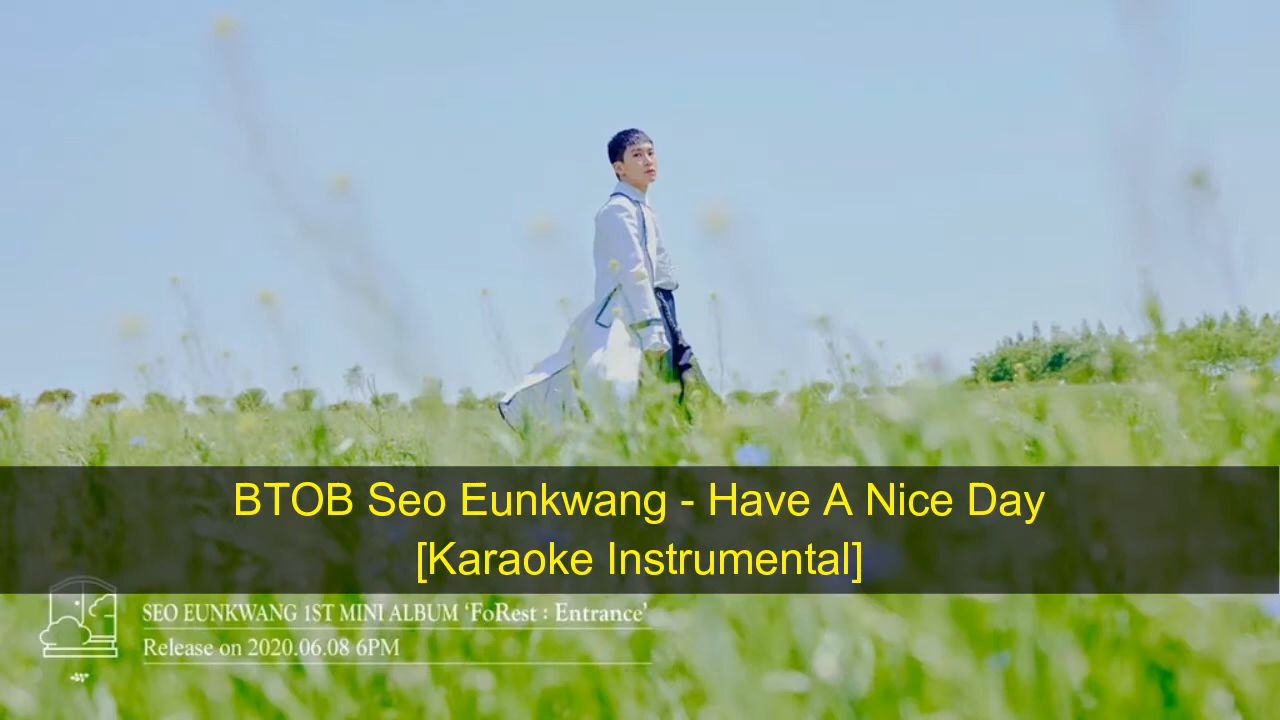 BTOB Seo Eunkwang - Have A Nice Day
[Karaoke Instrumental]
SEO EUNKWANG 1ST MINI ALBUM ‘FoRest : Entrance’
Release on 2020.06.08 6PM